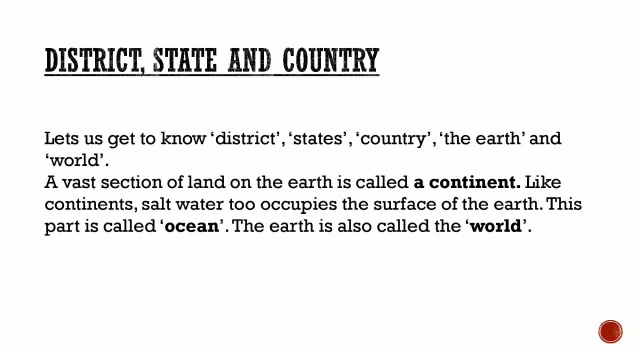 DISTRICT, STATE AND COUNTRY
Lets us get to know ‘district’, ‘states’, ‘country’, ‘the earth’ and
‘world’.
A vast section of land on the earth is called a continent. Like
continents, salt water too occupies the surface of the earth. This
part is called ‘ocean’. The earth is also called the ‘world’.